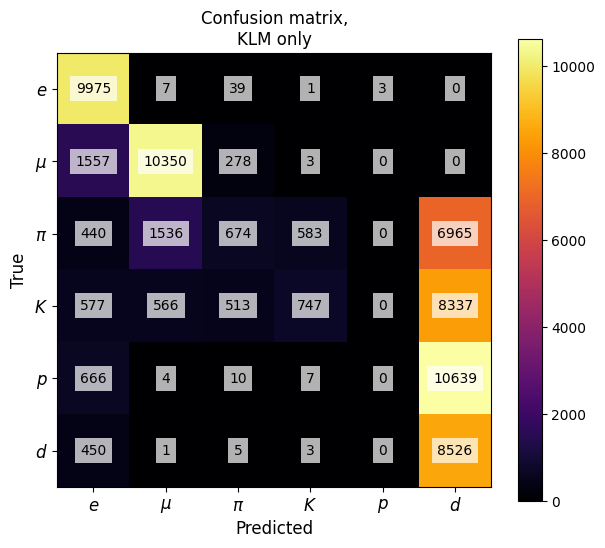 Confusion matrix,
KLM only
True
e 9975 7 39 1 3 0
μ 1557 10350 278 3 0 0
π 440 1536 674 583 0 6965
K 577 566 513 747 0 8337
p 666 4 10 7 0 10639
d 450 1 5 3 0 8526
e μ π K p d
Predicted
10000
8000
6000
4000
2000
0